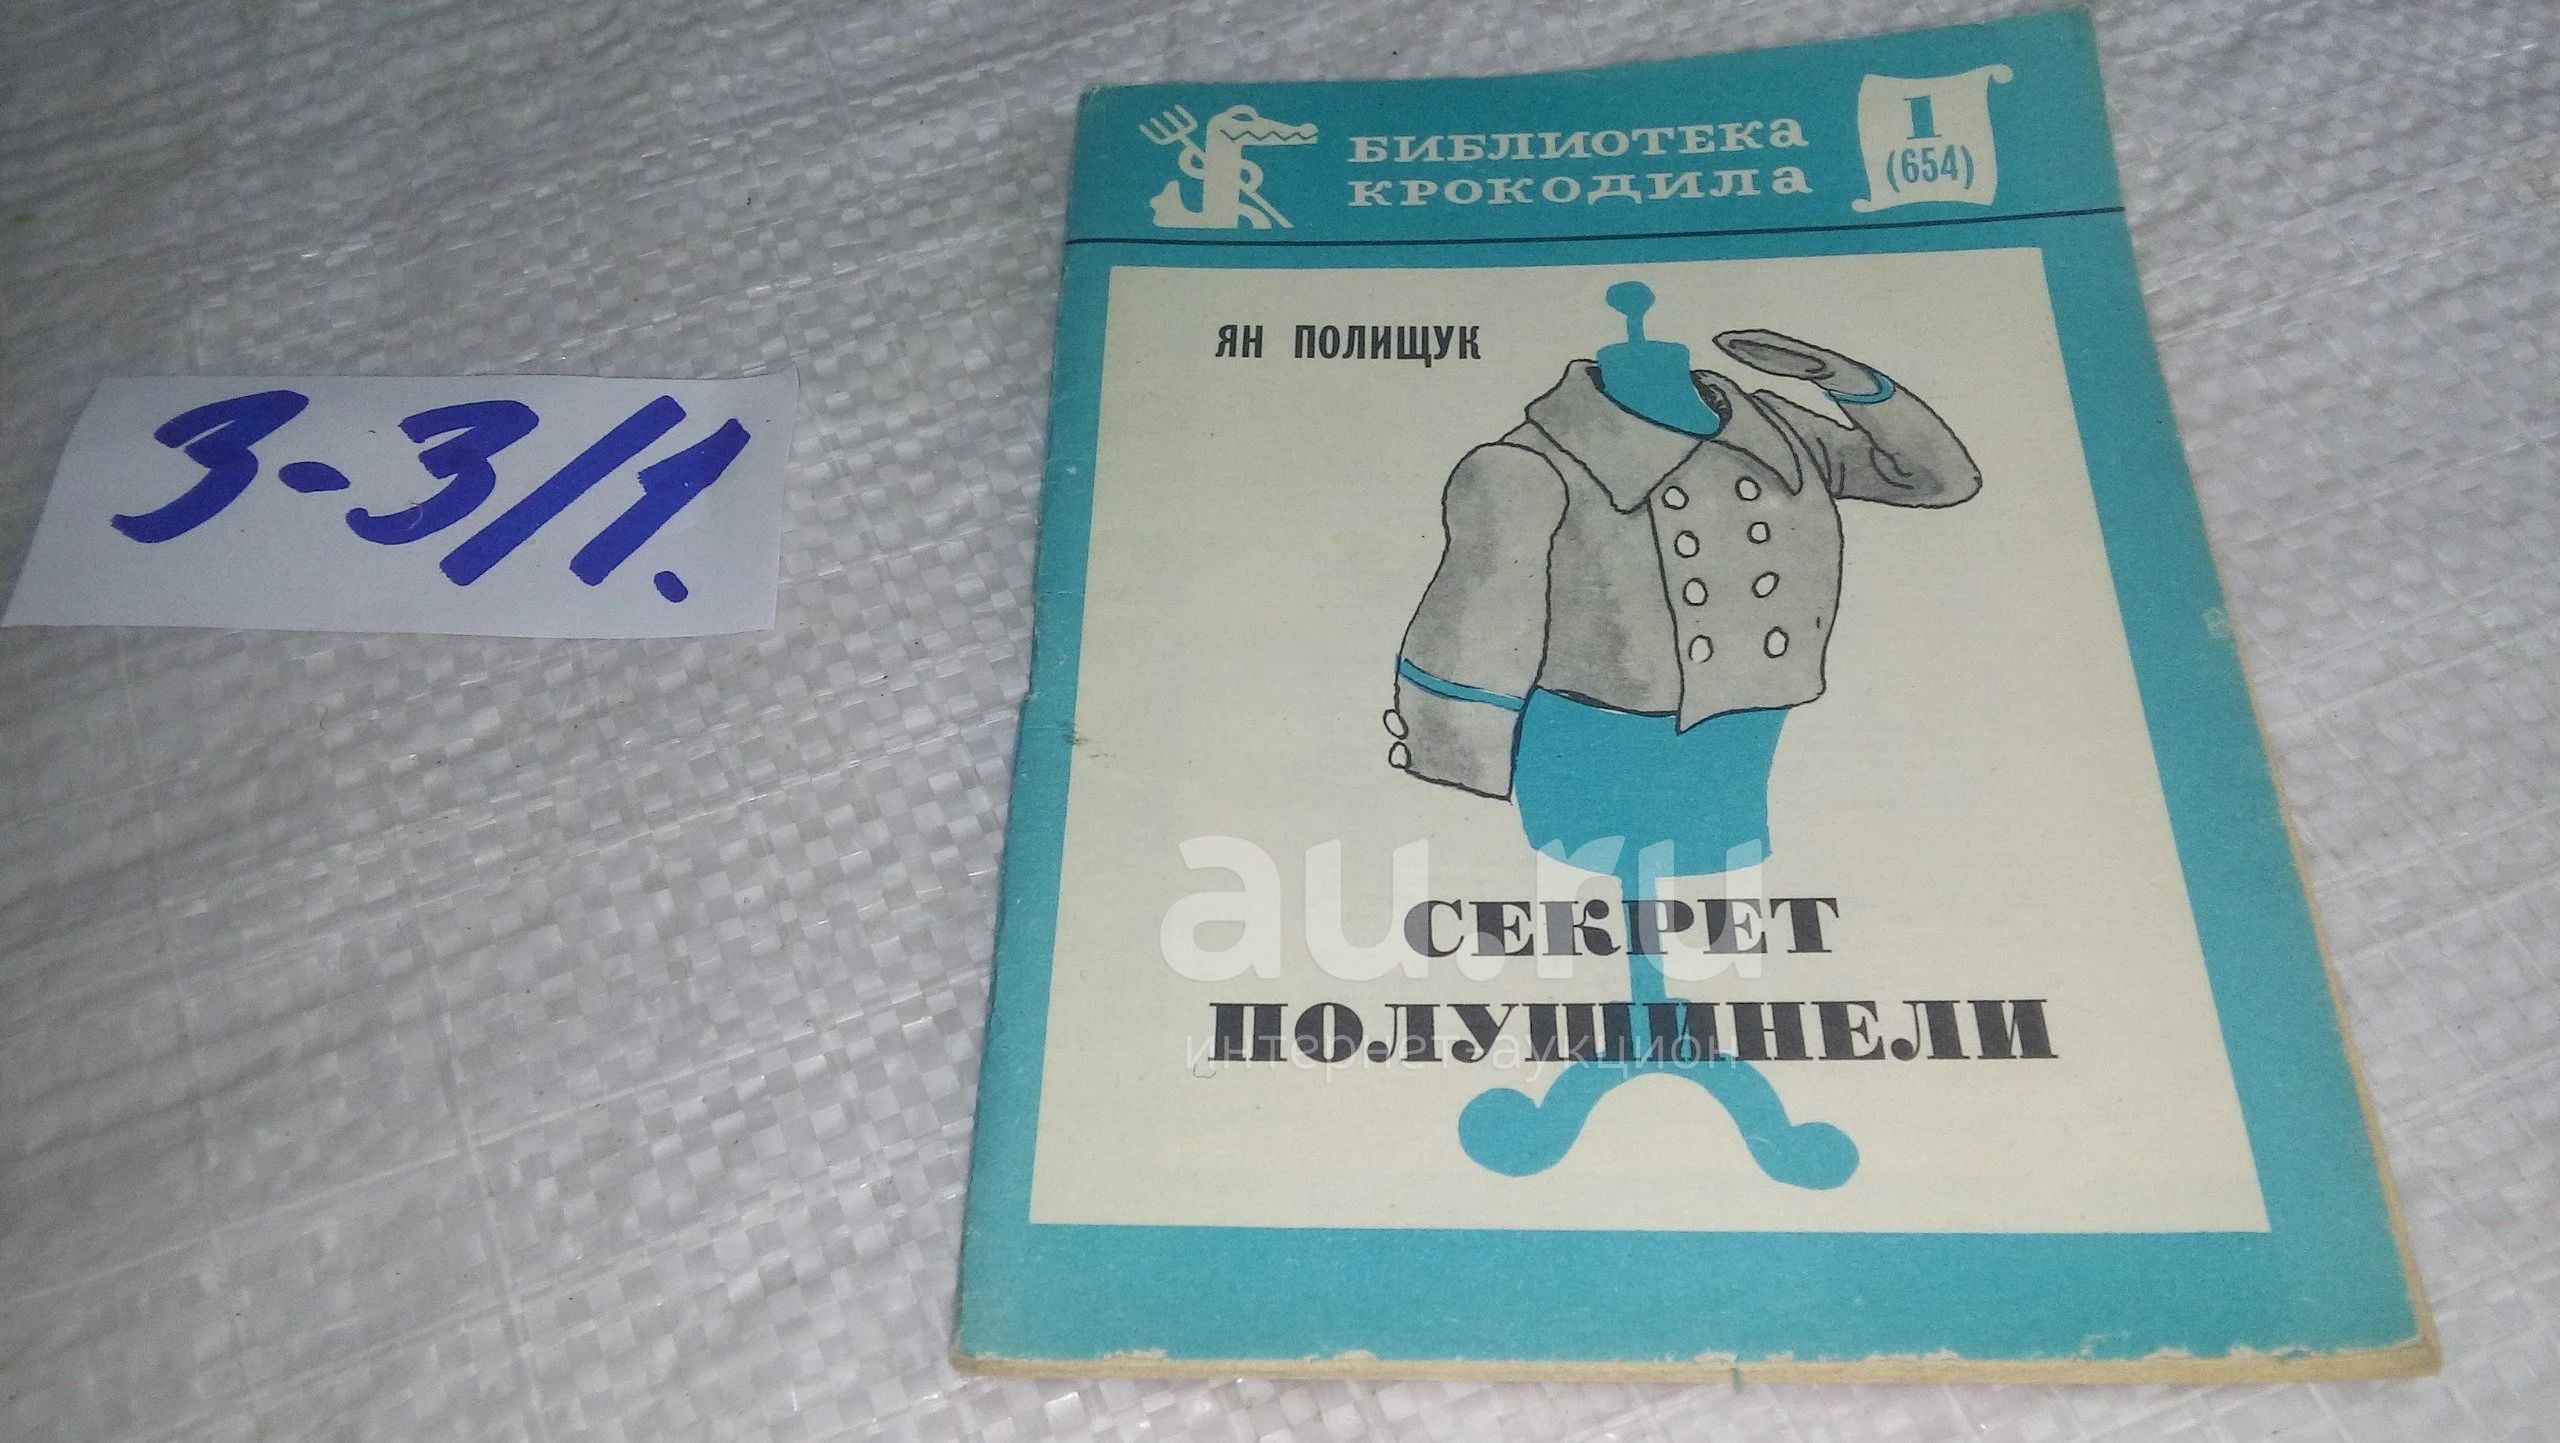 3-3/1.
БИБЛИОТЕКА
КРОКОДИЛА
1
(654)
ЯН ПОЛИЩУК
au.ru
СЕКРЕТ
ПОЛУШИНЕЛИ
интернет-аукцион